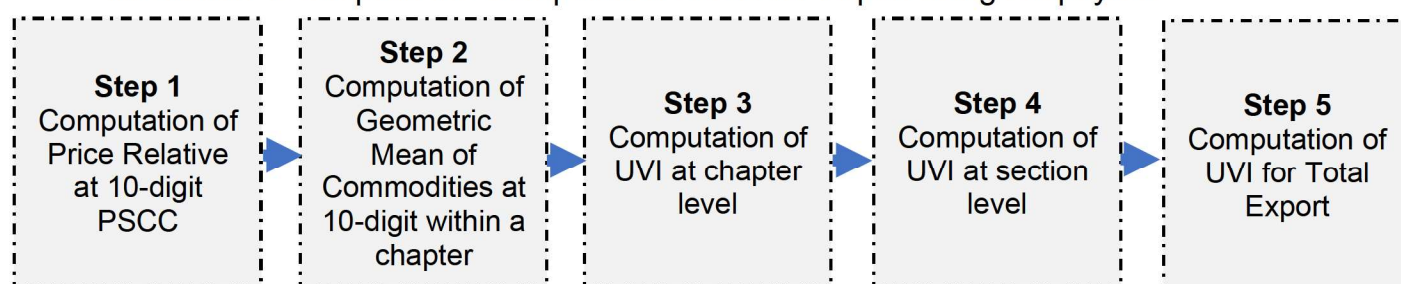 Step 1
Computation of
Price Relative
at 10-digit
PSCC
Step 2
Computation of
Geometric
Mean of
Commodities at
10-digit within a
chapter
Step 3
Computation of
UVI at chapter
level
Step 4
Computation of
UVI at section
level
Step 5
Computation of
UVI for Total
Export